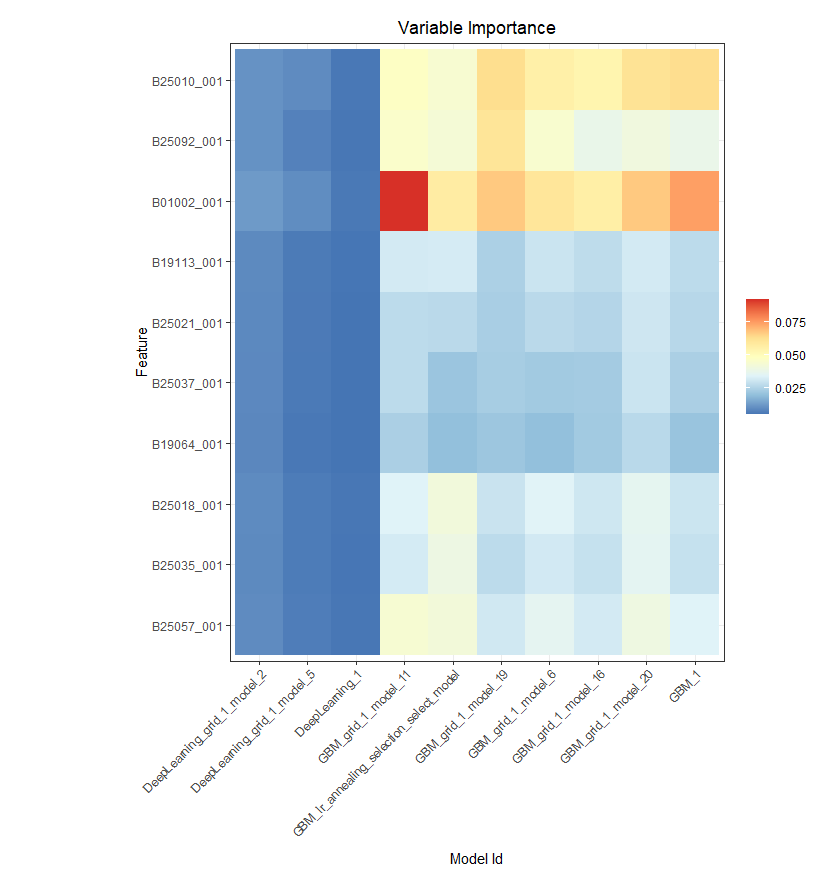 Variable Importance
B25010_001
B25092_001
B01002_001
B19113_001
B25021_001
B25037_001
B19064_001
B25018_001
B25035_001
B25057_001
Feature
0.075
0.050
0.025
DeepLearning_grid_1_model_2
DeepLearning_grid_1_model_5
DeepLearning_1
GBM_grid_1_model_11
GBM_lr_annealing_selection_select_model
GBM_grid_1_model_19
GBM_grid_1_model_6
GBM_grid_1_model_16
GBM_grid_1_model_20
GBM_1
Model Id